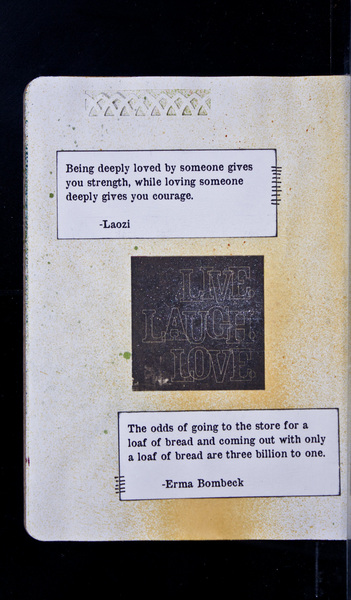 Being deeply loved by someone gives
you strength, while loving someone
deeply gives you courage.
-Laozi
LIVE
LAUGH
LOVE
The odds of going to the store for a
loaf of bread and coming out with only
a loaf of bread are three billion to one.
-Erma Bombeck